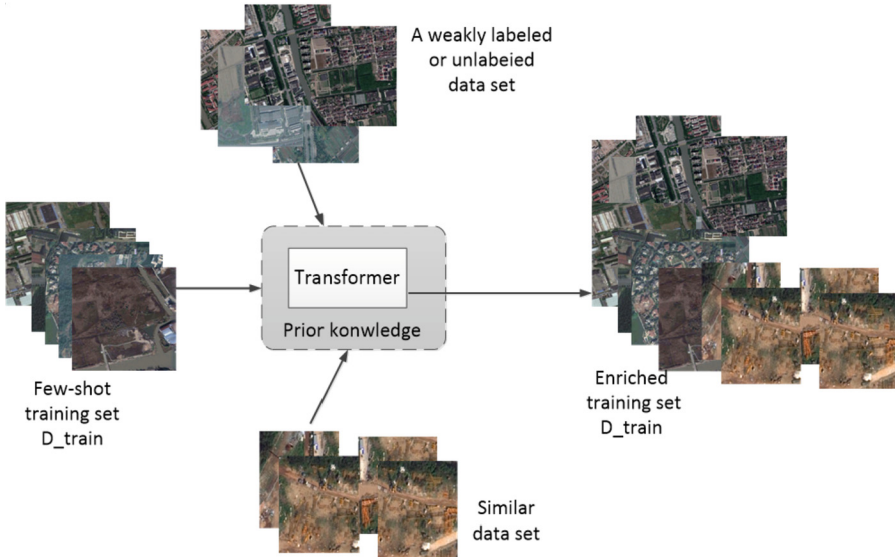 A weakly labeled
or unlabeied
data set
Transformer
Prior konwledge
Few-shot
training set
D_train
Enriched
training set
D_train
Similar
data set